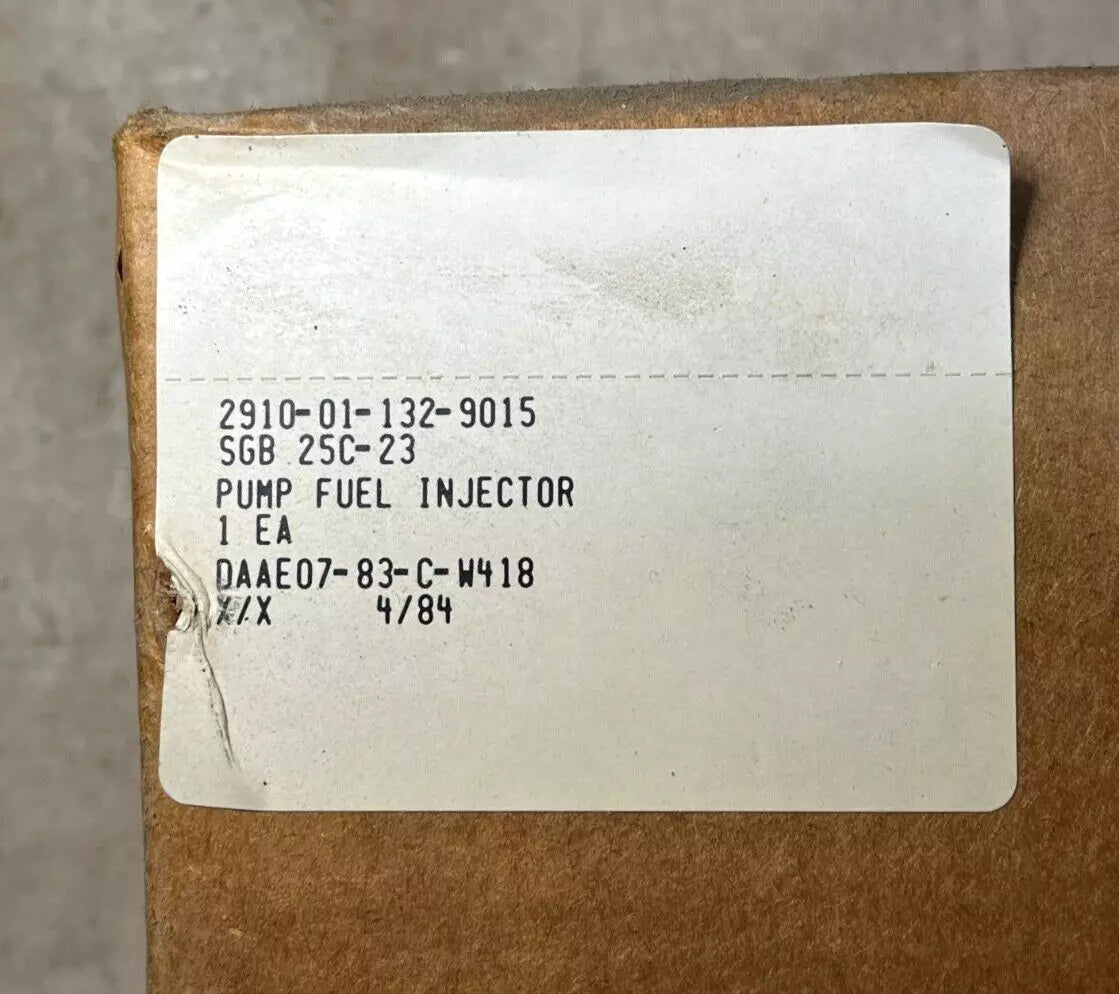 2910-01-132-9015
SGB 25C-23
PUMP FUEL INJECTOR
1 EA
DAAE07-83-C-W418
X/X 4/84